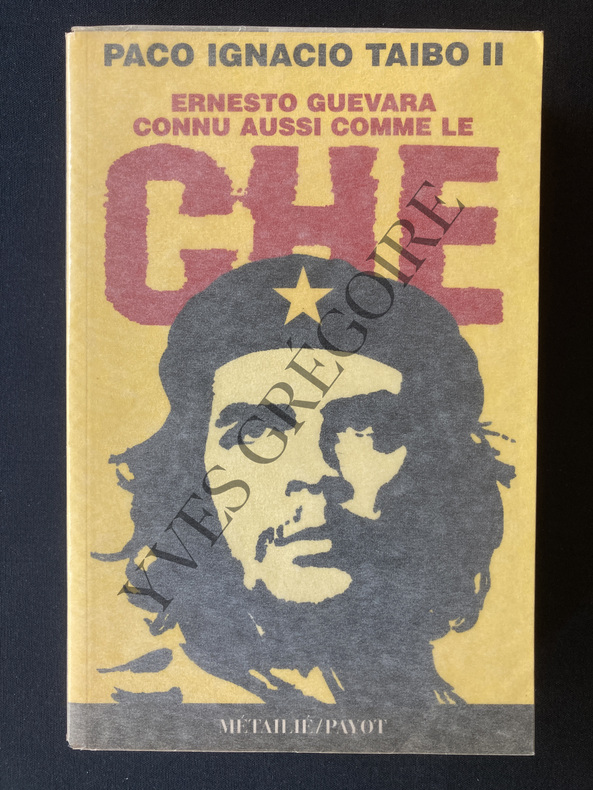 PACO IGNACIO TAIBO II
ERNESTO GUEVARA
CONNU AUSSI COMME LE
CHE
YVES GRÉGOIRE
MÉTAILIÉ/PAYOT